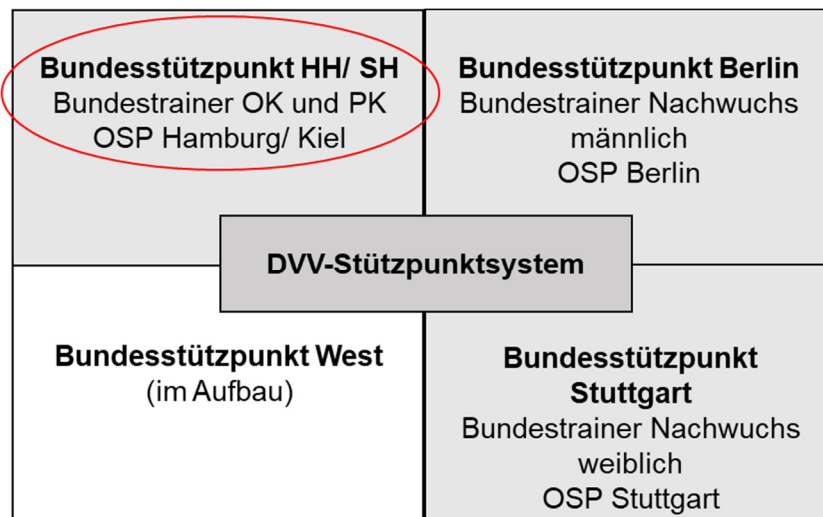 Bundesstützpunkt HH/ SH
Bundestrainer OK und PK
OSP Hamburg/ Kiel
Bundesstützpunkt Berlin
Bundestrainer Nachwuchs
männlich
OSP Berlin
DVV-Stützpunktsystem
Bundesstützpunkt West
(im Aufbau)
Bundesstützpunkt
Stuttgart
Bundestrainer Nachwuchs
weiblich
OSP Stuttgart